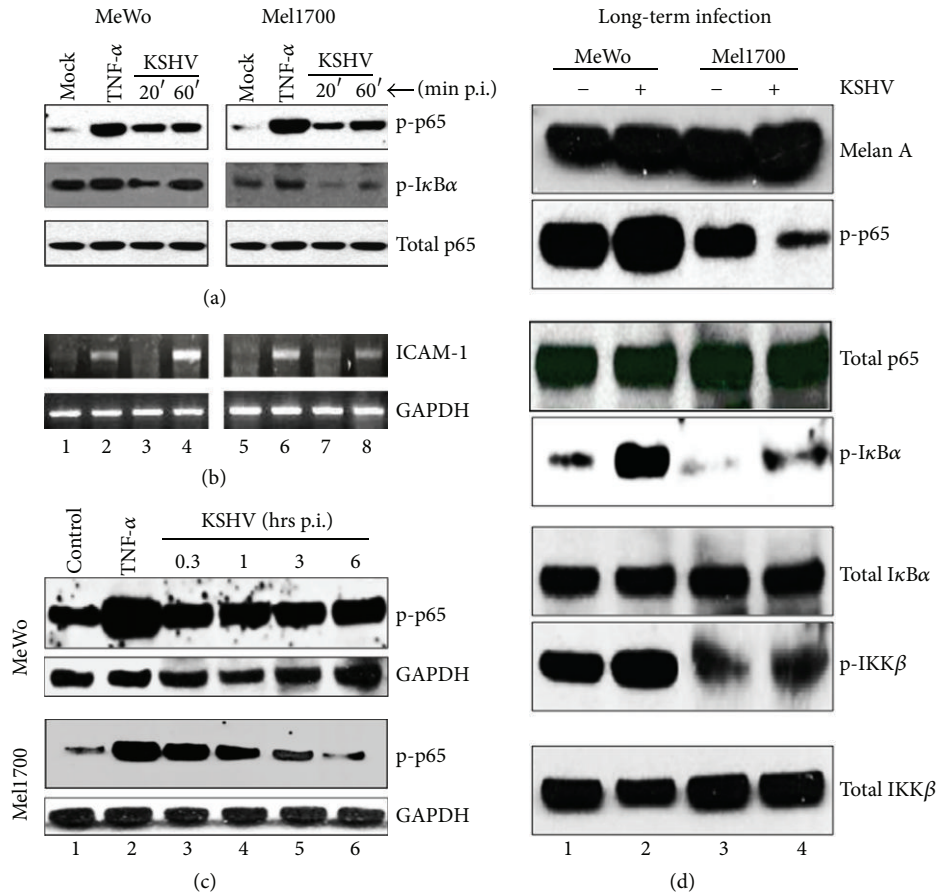 MeWo Mel1700
Mock TNF-α KSHV 20′ 60′ Mock TNF-α KSHV 20′ 60′ ← (min p.i.)
p-p65
p-IκBα
Total p65
(a)
ICAM-1
GAPDH
1 2 3 4 5 6 7 8
(b)
Control TNF-α KSHV (hrs p.i.)
0.3 1 3 6
MeWo
p-p65
GAPDH
Mel1700
p-p65
GAPDH
1 2 3 4 5 6
(c)
Long-term infection
MeWo Mel1700
− + − + KSHV
Melan A
p-p65
Total p65
p-IκBα
Total IκBα
p-IKKβ
Total IKKβ
1 2 3 4
(d)